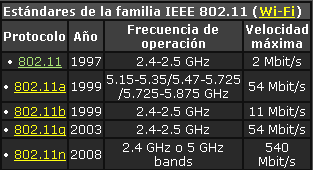 Estándares de la familia IEEE 802.11 (Wi-Fi)
Protocolo Año Frecuencia de operación Velocidad máxima
• 802.11 1997 2.4-2.5 GHz 2 Mbit/s
• 802.11a 1999 5.15-5.35/5.47-5.725/5.725-5.875 GHz 54 Mbit/s
• 802.11b 1999 2.4-2.5 GHz 11 Mbit/s
• 802.11g 2003 2.4-2.5 GHz 54 Mbit/s
• 802.11n 2008 2.4 GHz o 5 GHz bands 540 Mbit/s